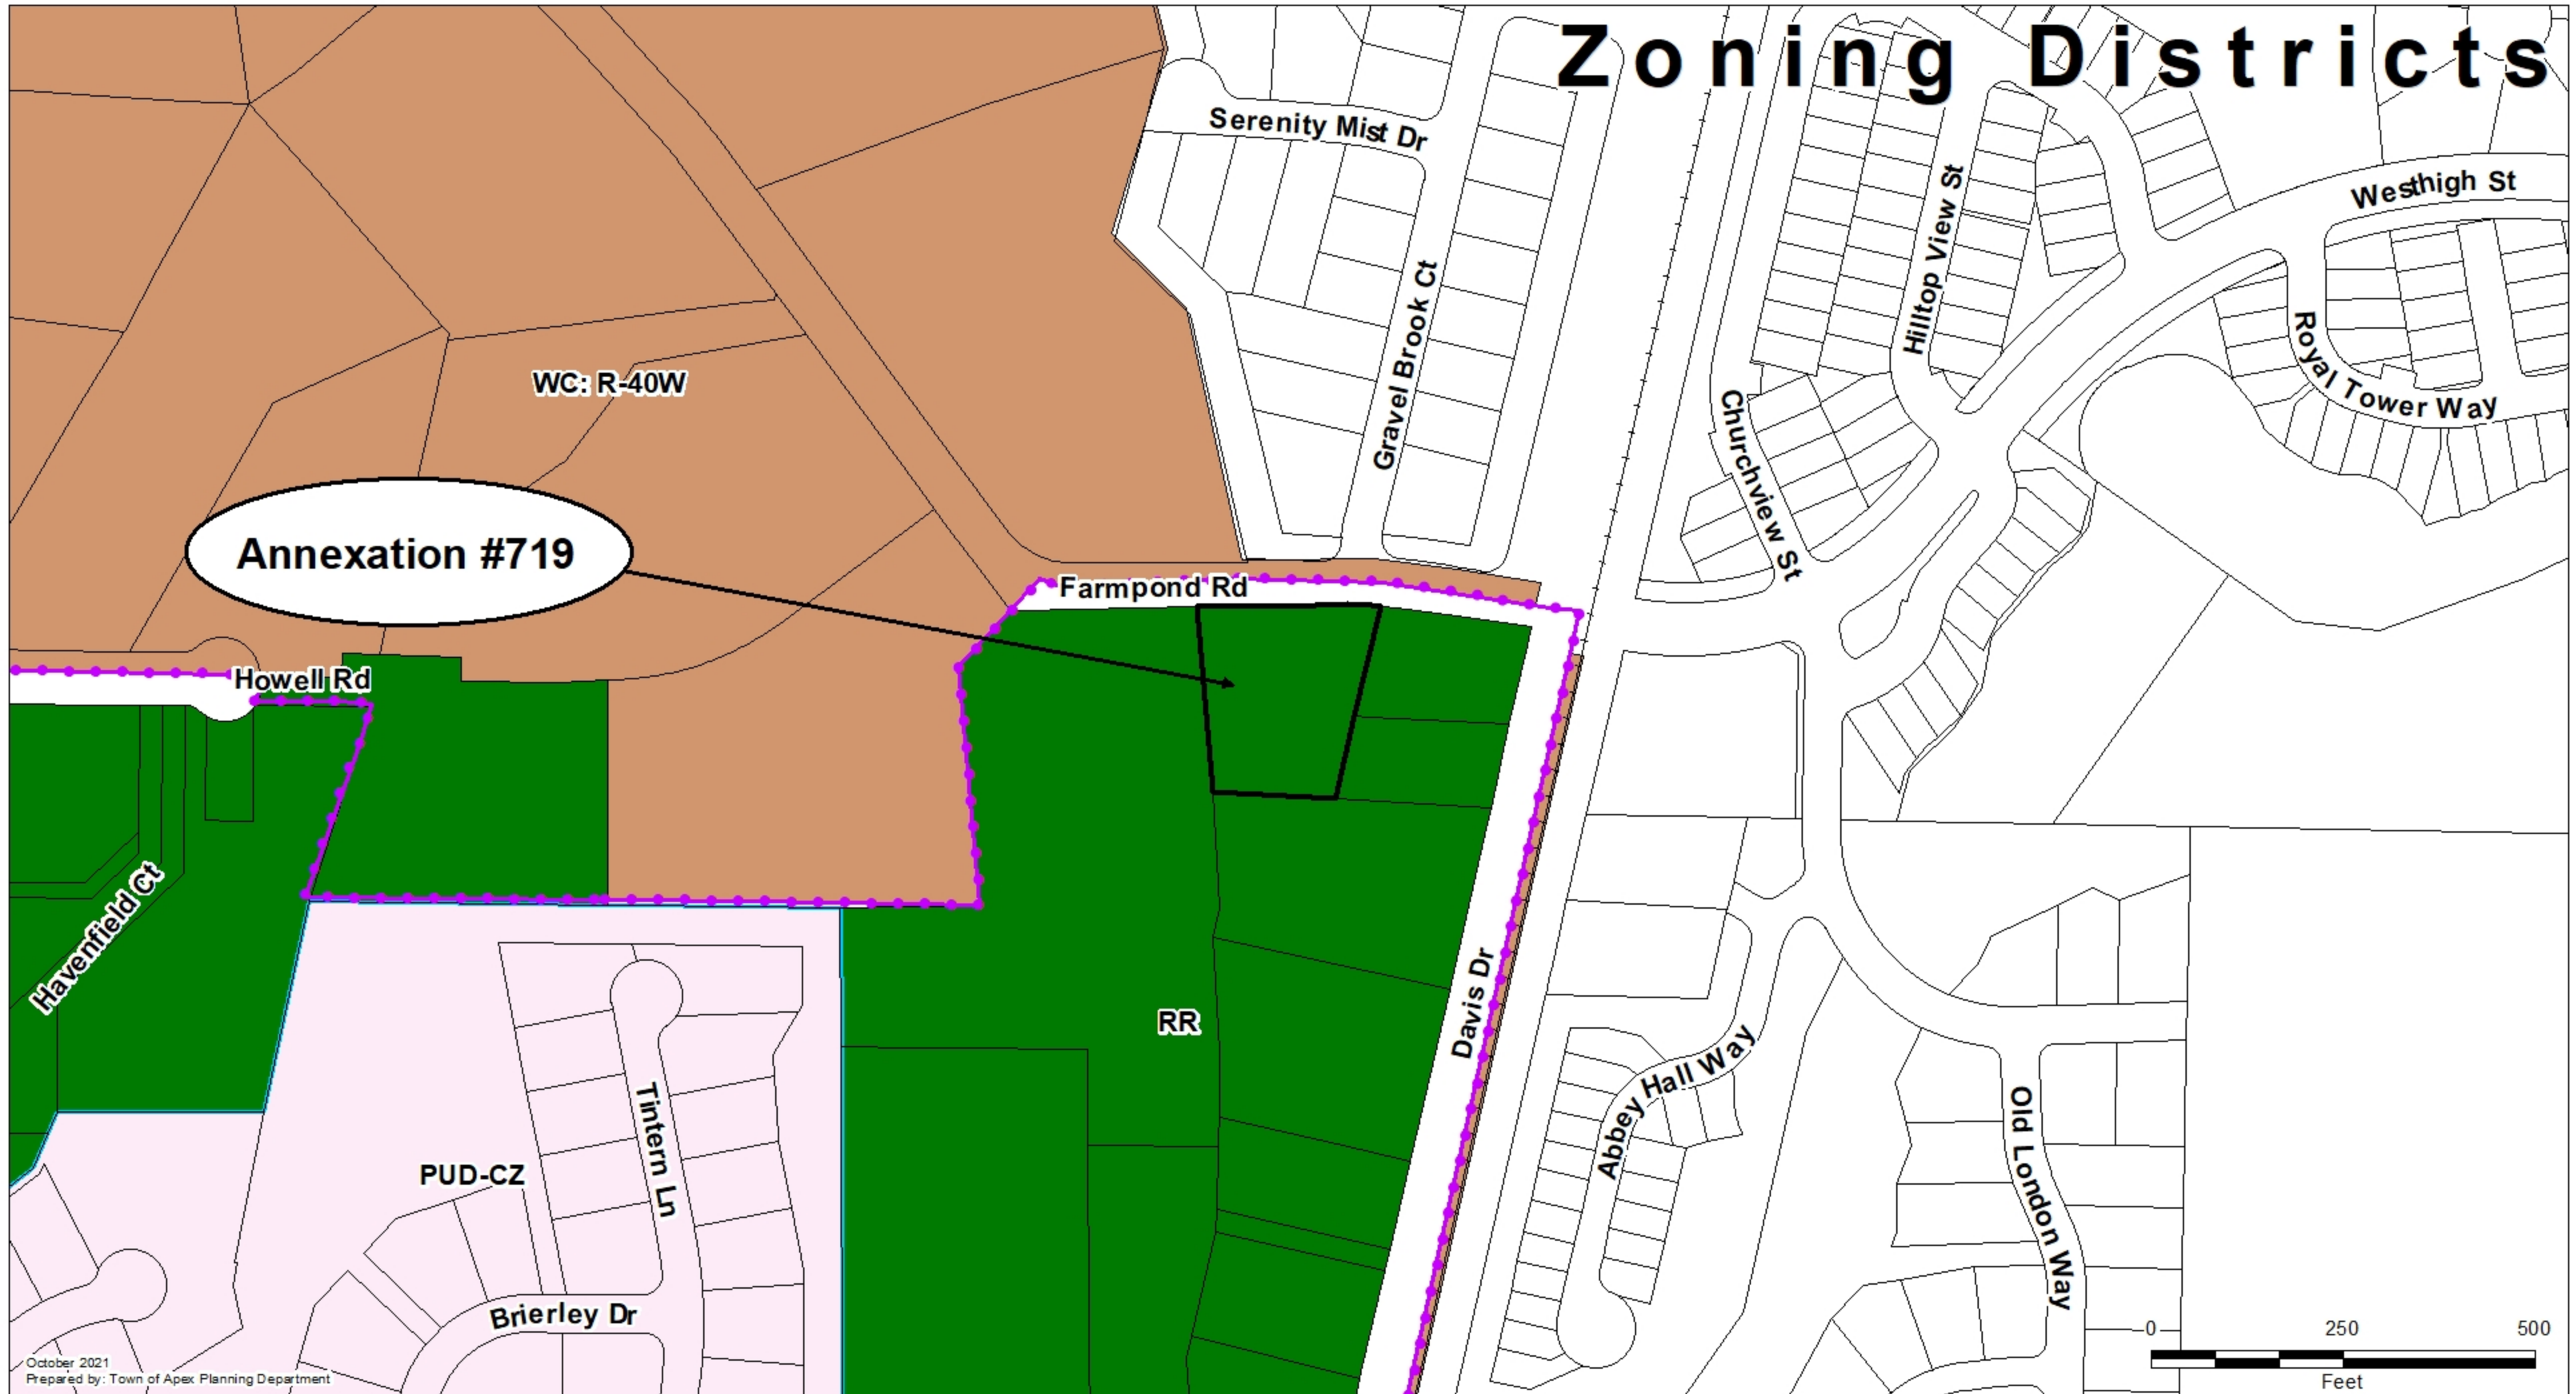 Zoning Districts
Serenity Mist Dr
Westhigh St
Hilltop View St
Gravel Brook Ct
Royal Tower Way
WC: R-40W
Churchview St
Annexation #719
Farmpond Rd
Howell Rd
Havenfield Ct
Davis Dr
RR
Abbey Hall Way
Tintern Ln
Old London Way
PUD-CZ
Brierley Dr
0 250 500
Feet
October 2021
Prepared by: Town of Apex Planning Department